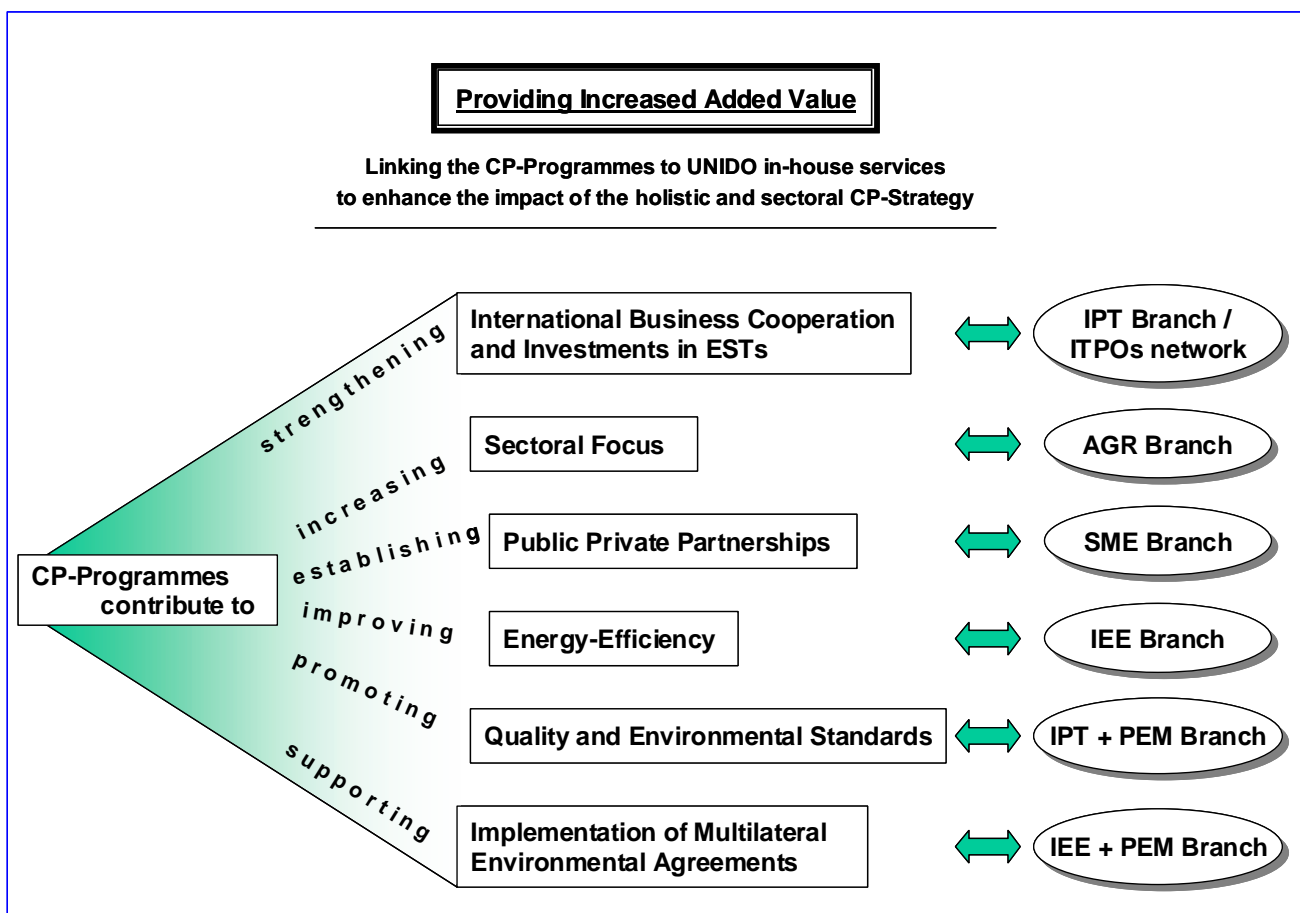 Providing Increased Added Value
Linking the CP-Programmes to UNIDO in-house services
to enhance the impact of the holistic and sectoral CP-Strategy
CP-Programmes
contribute to
strengthening
International Business Cooperation
and Investments in ESTs
IPT Branch /
ITPOs network
increasing
Sectoral Focus
AGR Branch
establishing
Public Private Partnerships
SME Branch
improving
Energy-Efficiency
IEE Branch
promoting
Quality and Environmental Standards
IPT + PEM Branch
supporting
Implementation of Multilateral
Environmental Agreements
IEE + PEM Branch